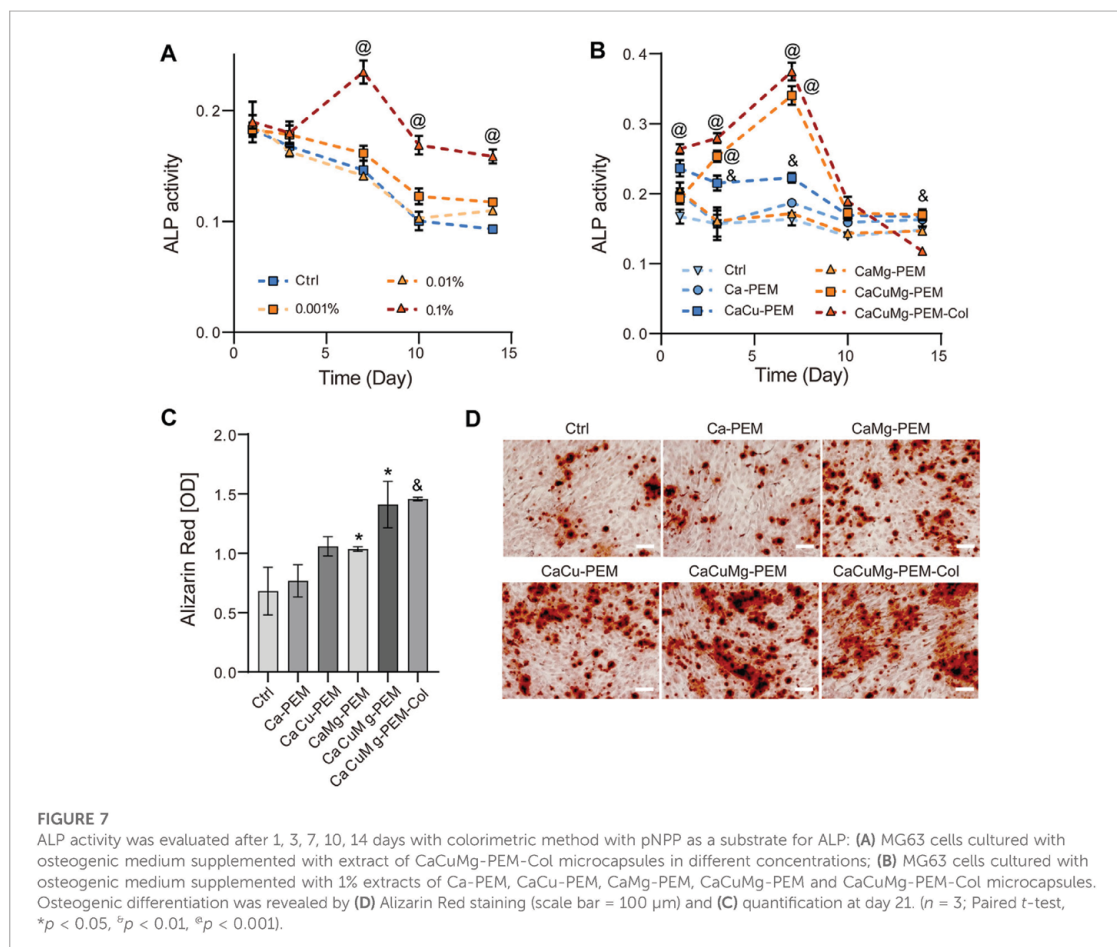 A
@
@
@
0.2
0.1
0.0
ALP activity
Ctrl
0.01%
0.001%
0.1%
0
5
10
15
Time (Day)
B
@
@
@
@
@
&
&
&
0.4
0.3
0.2
0.1
0.0
ALP activity
Ctrl
CaMg-PEM
Ca-PEM
CaCuMg-PEM
CaCu-PEM
CaCuMg-PEM-Col
0
5
10
15
Time (Day)
C
2.0
1.5
1.0
0.5
0.0
Alizarin Red [OD]
*
*
&
Ctrl
Ca-PEM
CaCu-PEM
CaMg-PEM
CaCuMg-PEM
CaCuMg-PEM-Col
D
Ctrl
Ca-PEM
CaMg-PEM
CaCu-PEM
CaCuMg-PEM
CaCuMg-PEM-Col
FIGURE 7
ALP activity was evaluated after 1, 3, 7, 10, 14 days with colorimetric method with pNPP as a substrate for ALP: (A) MG63 cells cultured with
osteogenic medium supplemented with extract of CaCuMg-PEM-Col microcapsules in different concentrations; (B) MG63 cells cultured with
osteogenic medium supplemented with 1% extracts of Ca-PEM, CaCu-PEM, CaMg-PEM, CaCuMg-PEM and CaCuMg-PEM-Col microcapsules.
Osteogenic differentiation was revealed by (D) Alizarin Red staining (scale bar = 100 μm) and (C) quantification at day 21. (n = 3; Paired t-test,
*p < 0.05, &p < 0.01, @p < 0.001).